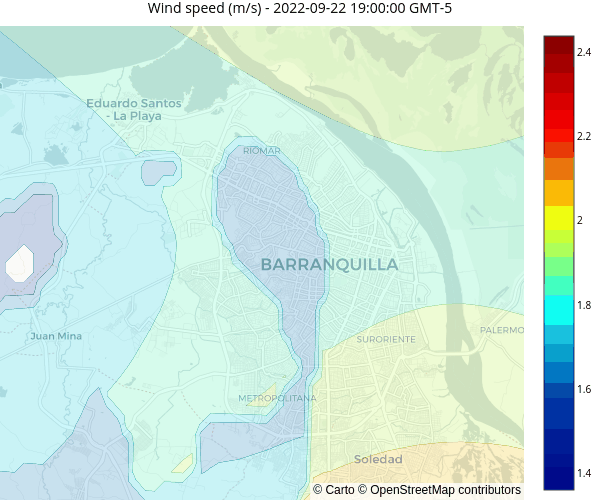 Wind speed (m/s) - 2022-09-22 19:00:00 GMT-5
2.4
Eduardo Santos
- La Playa
2.2
RIOMAR
2
BARRANQUILLA
1.8
Juan Mina
SURORIENTE
PALERMO
1.6
METROPOLITANA
Soledad
1.4
© Carto © OpenStreetMap contributors